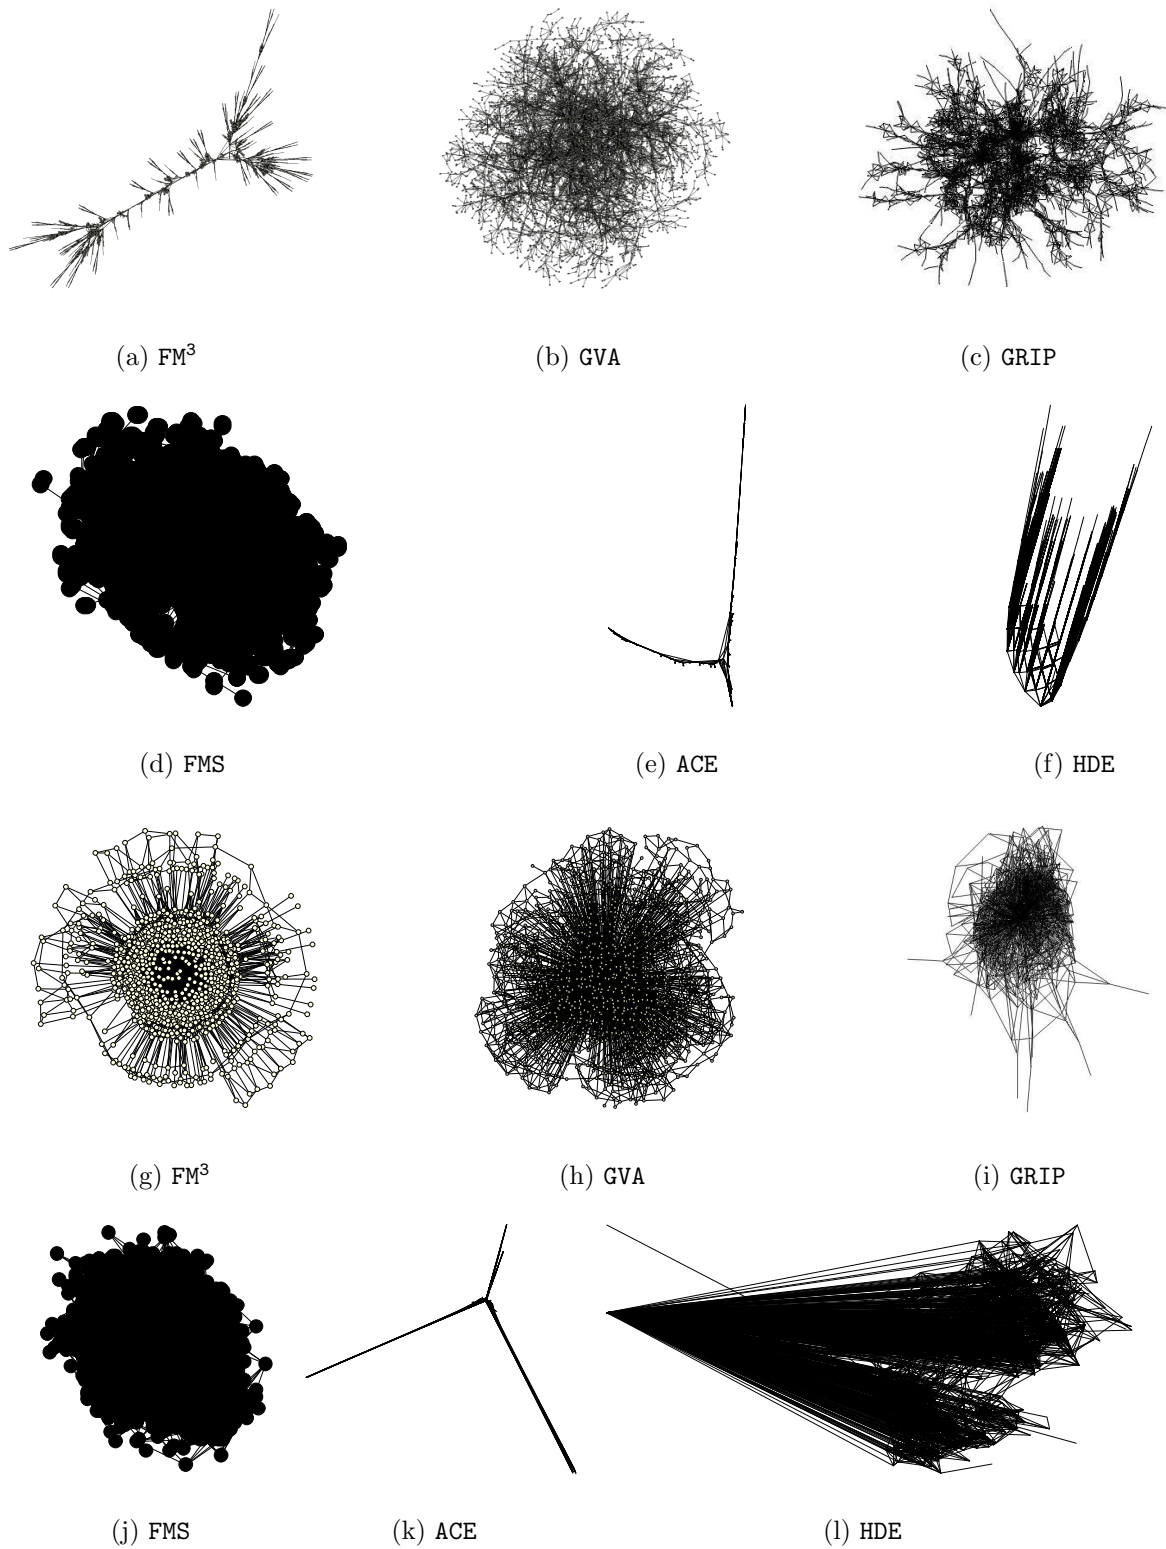 (a) FM³ (b) GVA (c) GRIP
(d) FMS (e) ACE (f) HDE
(g) FM³ (h) GVA (i) GRIP
(j) FMS (k) ACE (l) HDE